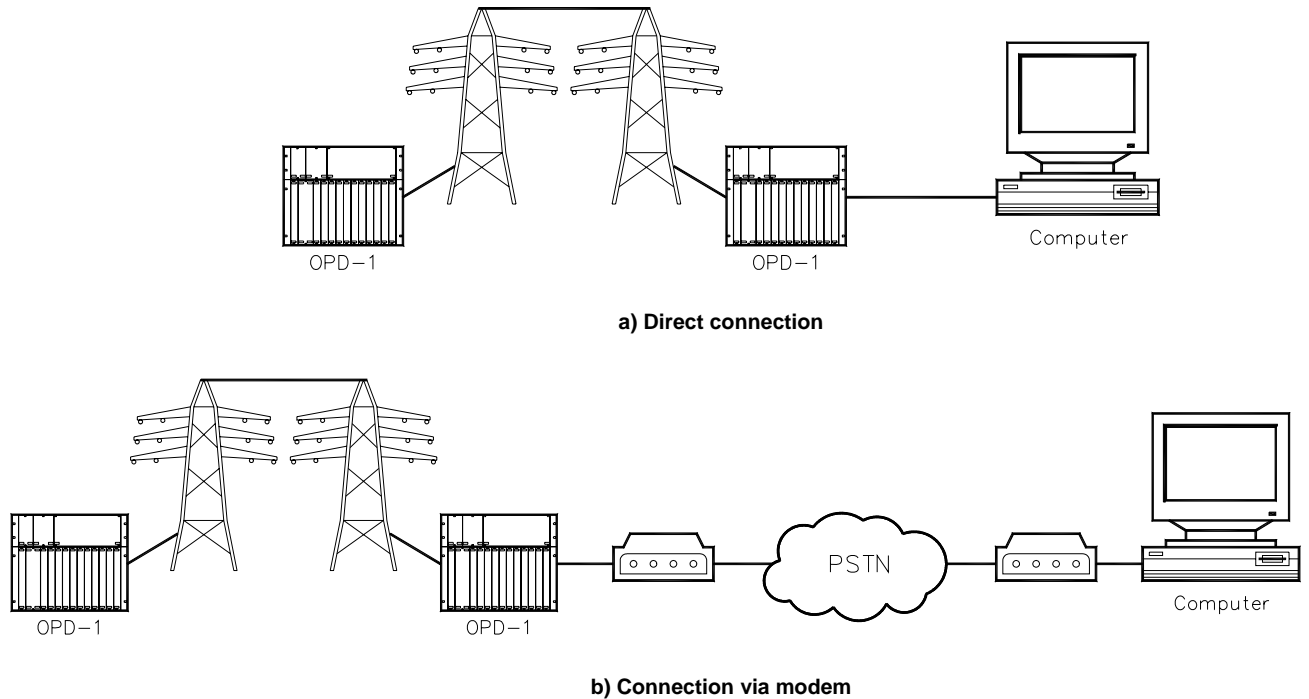 OPD-1
OPD-1
Computer
a) Direct connection
PSTN
OPD-1
OPD-1
Computer
b) Connection via modem